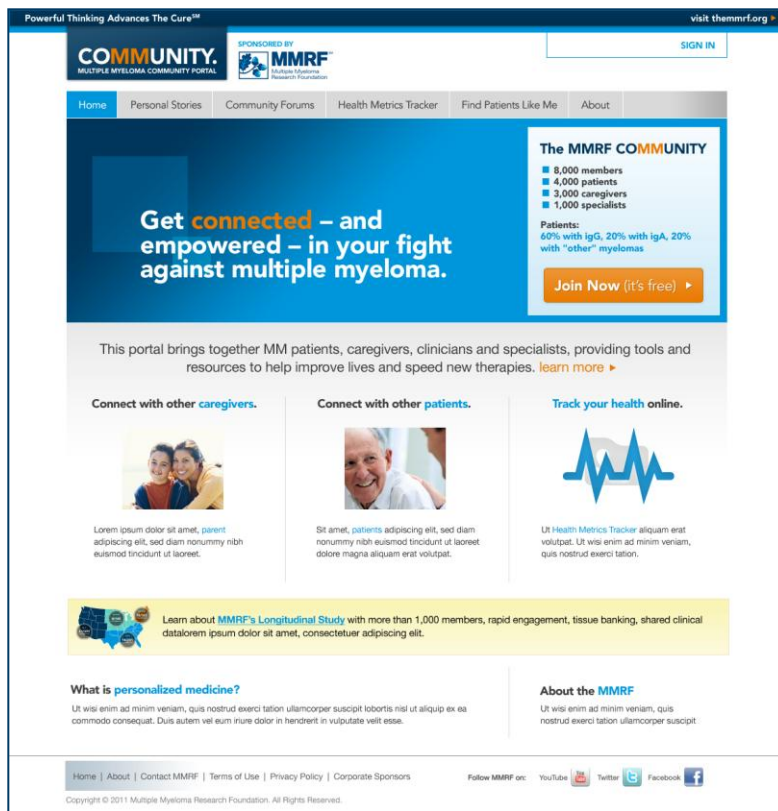 Powerful Thinking Advances The Cure℠
visit themmrf.org
COMMUNITY.
MULTIPLE MYELOMA COMMUNITY PORTAL
SPONSORED BY
MMRF
Multiple Myeloma
Research Foundation
SIGN IN
Home
Personal Stories
Community Forums
Health Metrics Tracker
Find Patients Like Me
About
Get connected – and
empowered – in your fight
against multiple myeloma.
The MMRF COMMUNITY
8,000 members
4,000 patients
3,000 caregivers
1,000 specialists
Patients:
60% with igG, 20% with igA, 20%
with "other" myelomas
Join Now (it's free)
This portal brings together MM patients, caregivers, clinicians and specialists, providing tools and
resources to help improve lives and speed new therapies. learn more
Connect with other caregivers.
Lorem ipsum dolor sit amet, parent
adipiscing elit, sed diam nonummy nibh
euismod tincidunt ut laoreet.
Connect with other patients.
Sit amet, patients adipiscing elit, sed diam
nonummy nibh euismod tincidunt ut laoreet
dolore magna aliquam erat volutpat.
Track your health online.
Ut Health Metrics Tracker aliquam erat
volutpat. Ut wisi enim ad minim veniam,
quis nostrud exerci tation.
Learn about MMRF's Longitudinal Study with more than 1,000 members, rapid engagement, tissue banking, shared clinical
datalorem ipsum dolor sit amet, consectetuer adipiscing elit.
What is personalized medicine?
Ut wisi enim ad minim veniam, quis nostrud exerci tation ullamcorper suscipit lobortis nisl ut aliquip ex ea
commodo consequat. Duis autem vel eum iriure dolor in hendrerit in vulputate velit esse.
About the MMRF
Ut wisi enim ad minim veniam, quis
nostrud exerci tation ullamcorper suscipit
Home | About | Contact MMRF | Terms of Use | Privacy Policy | Corporate Sponsors
Follow MMRF on: YouTube Twitter Facebook
Copyright © 2011 Multiple Myeloma Research Foundation. All Rights Reserved.